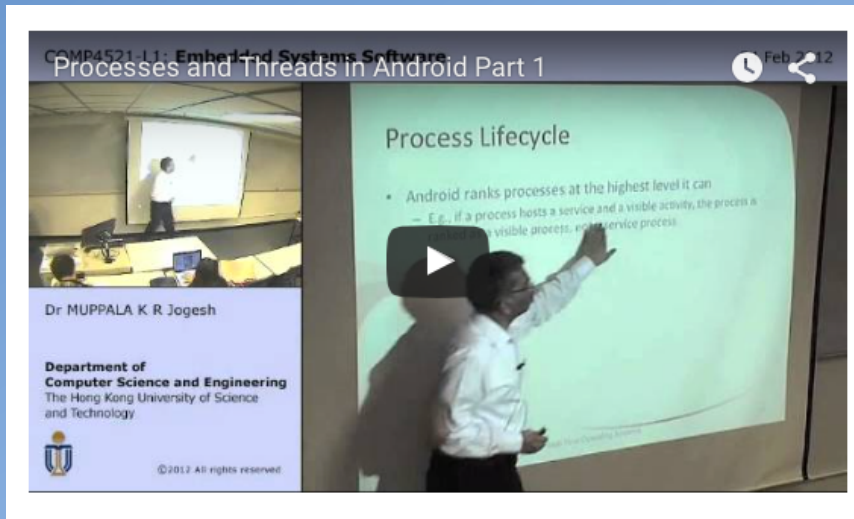 COMP4521-L1: Embedded Systems Software
Feb 2012
Processes and Threads in Android Part 1
Process Lifecycle
• Android ranks processes at the highest level it can
– E.g., if a process hosts a service and a visible activity, the process is
ranked as a visible process, not a service process
Dr MUPPALA K R Jogesh
Department of
Computer Science and Engineering
The Hong Kong University of Science
and Technology
©2012 All rights reserved